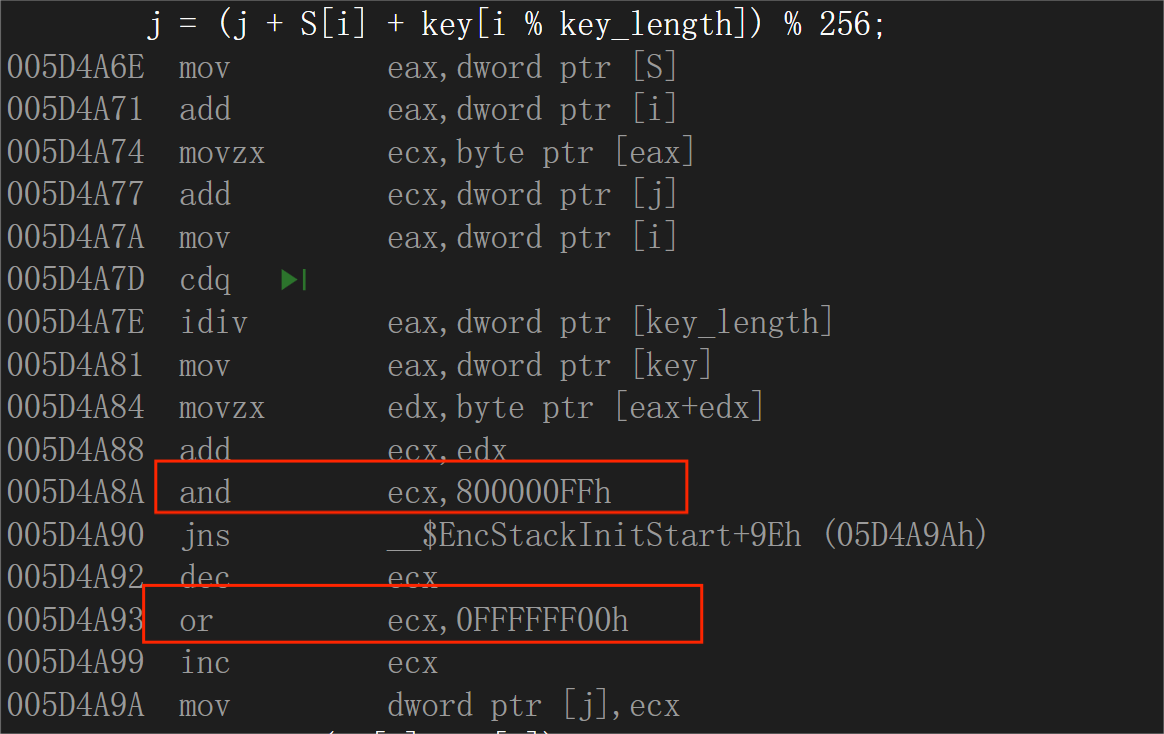 j = (j + S[i] + key[i % key_length]) % 256;
005D4A6E mov eax,dword ptr [S]
005D4A71 add eax,dword ptr [i]
005D4A74 movzx ecx,byte ptr [eax]
005D4A77 add ecx,dword ptr [j]
005D4A7A mov eax,dword ptr [i]
005D4A7D cdq
005D4A7E idiv eax,dword ptr [key_length]
005D4A81 mov eax,dword ptr [key]
005D4A84 movzx edx,byte ptr [eax+edx]
005D4A88 add ecx,edx
005D4A8A and ecx,800000FFh
005D4A90 jns __$EncStackInitStart+9Eh (05D4A9Ah)
005D4A92 dec ecx
005D4A93 or ecx,0FFFFFF00h
005D4A99 inc ecx
005D4A9A mov dword ptr [j],ecx